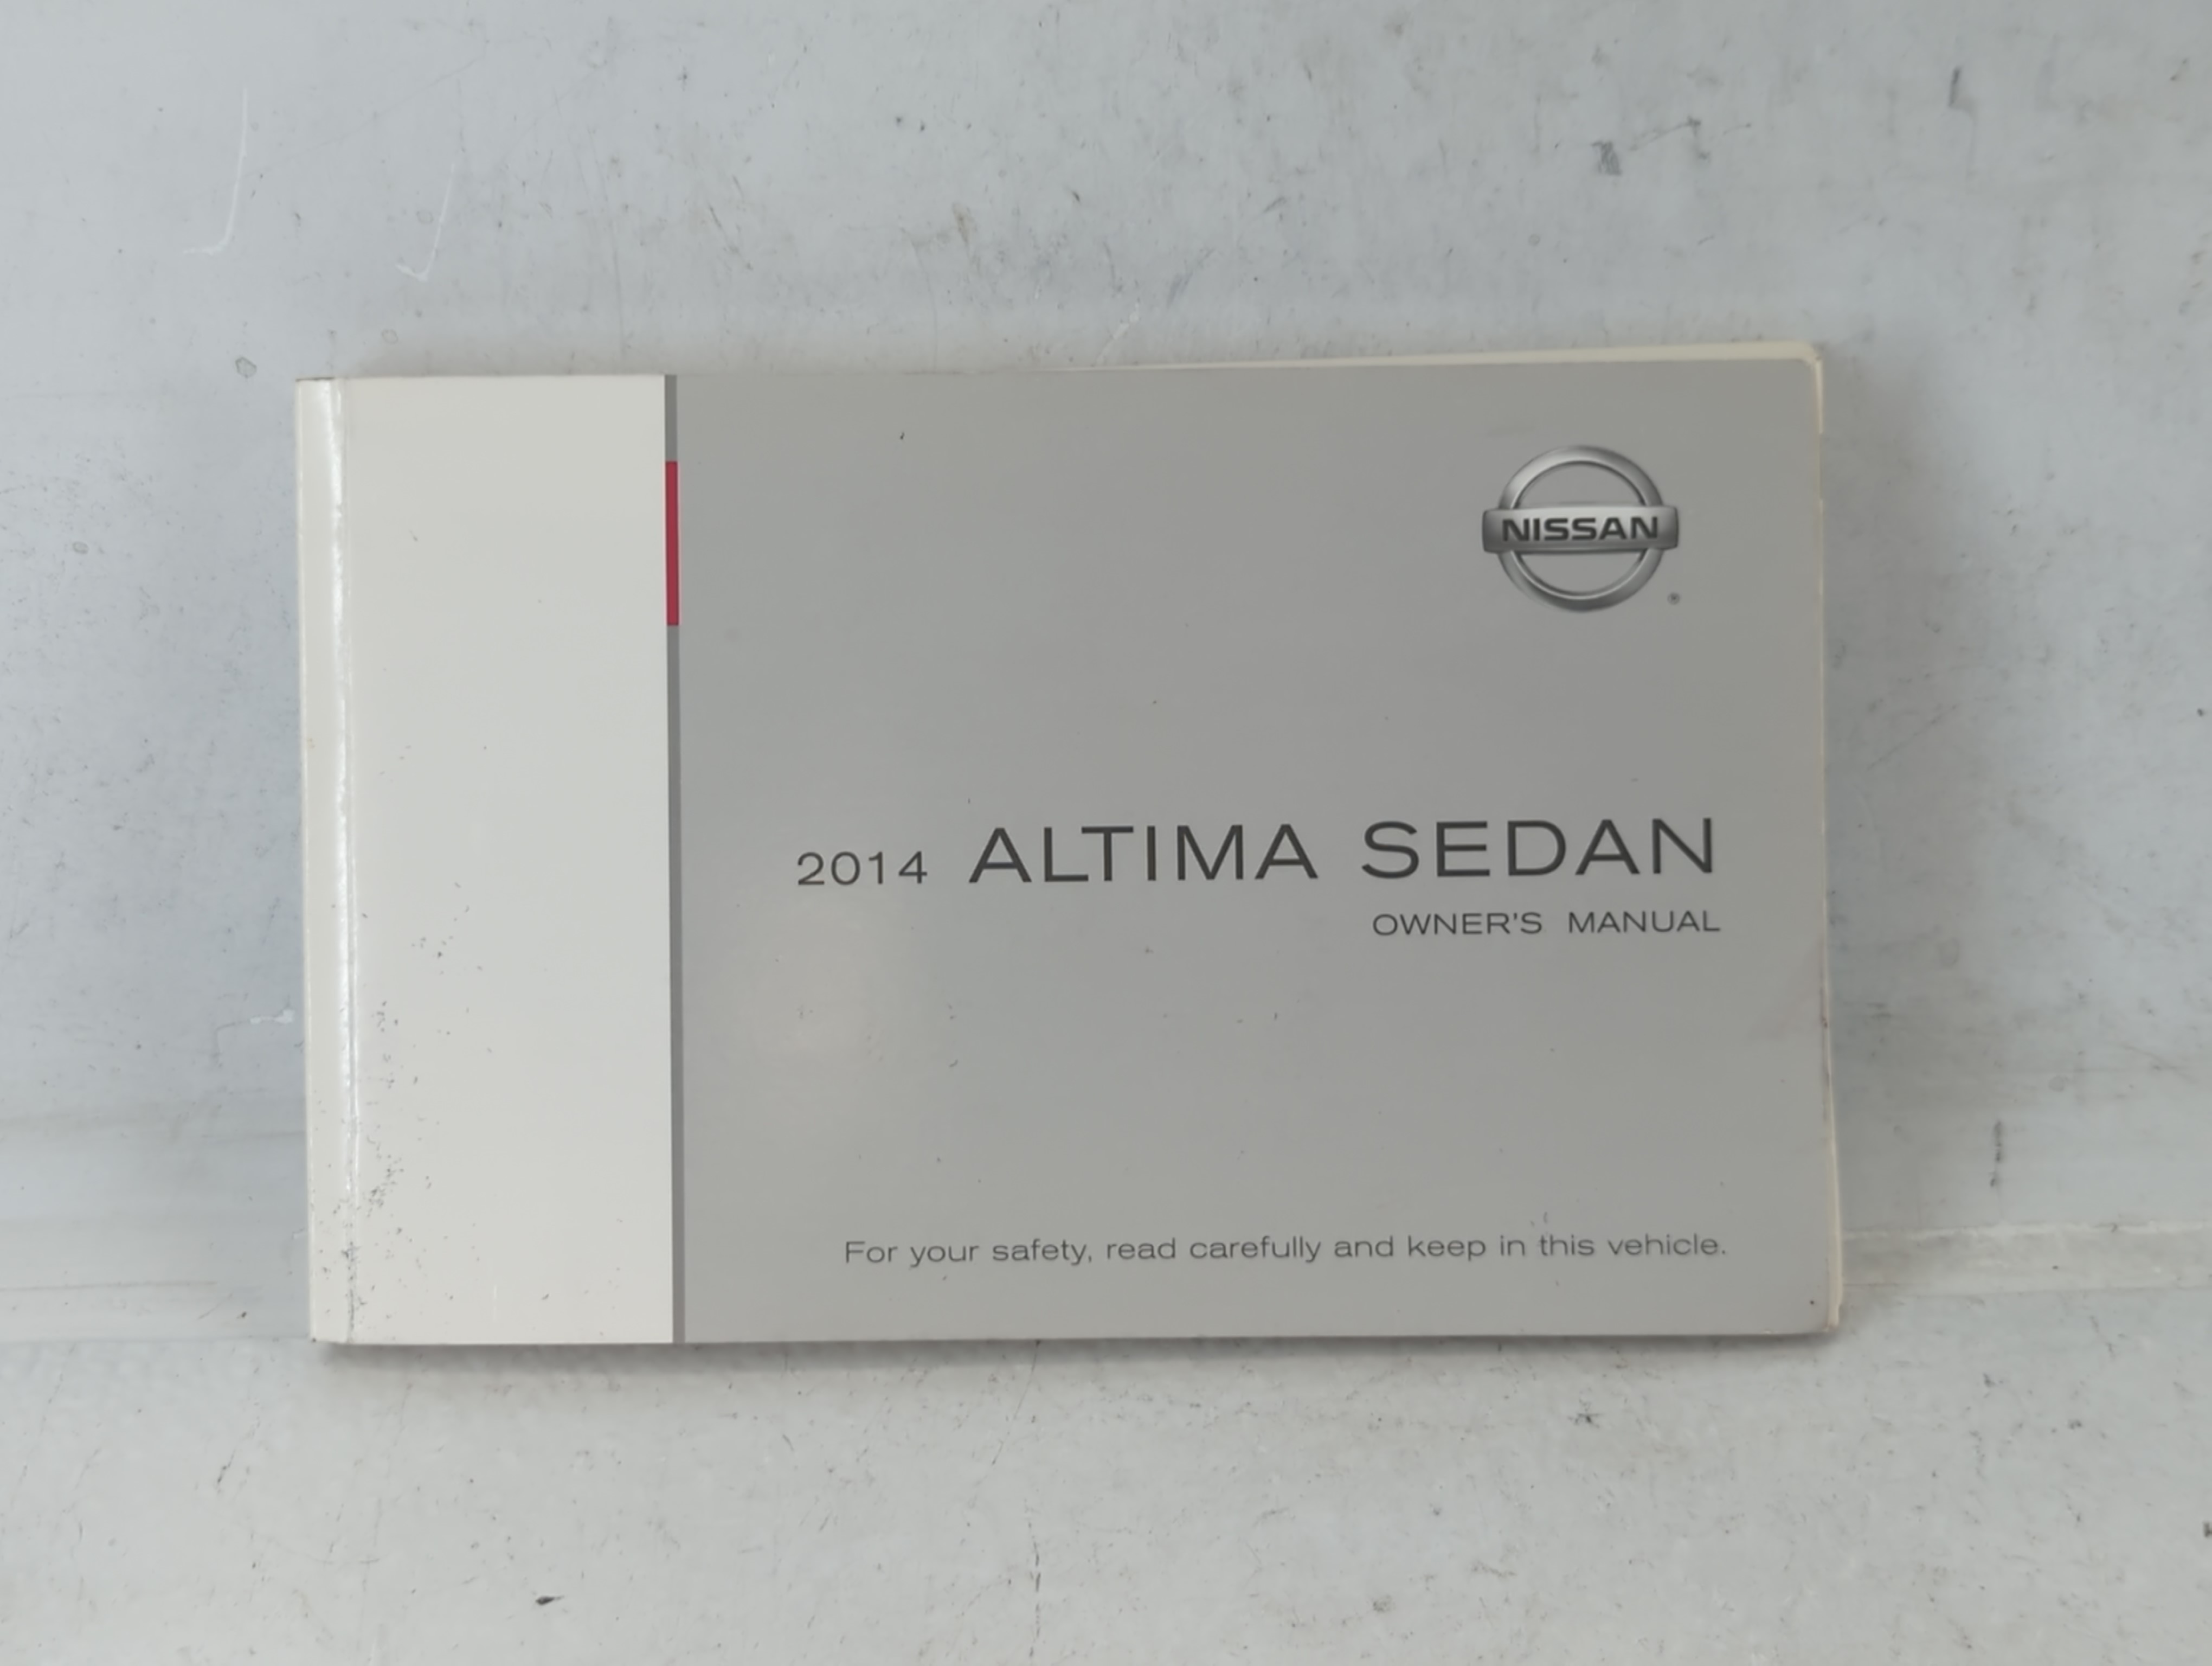 NISSAN
®
2014 ALTIMA SEDAN
OWNER'S MANUAL
For your safety, read carefully and keep in this vehicle.